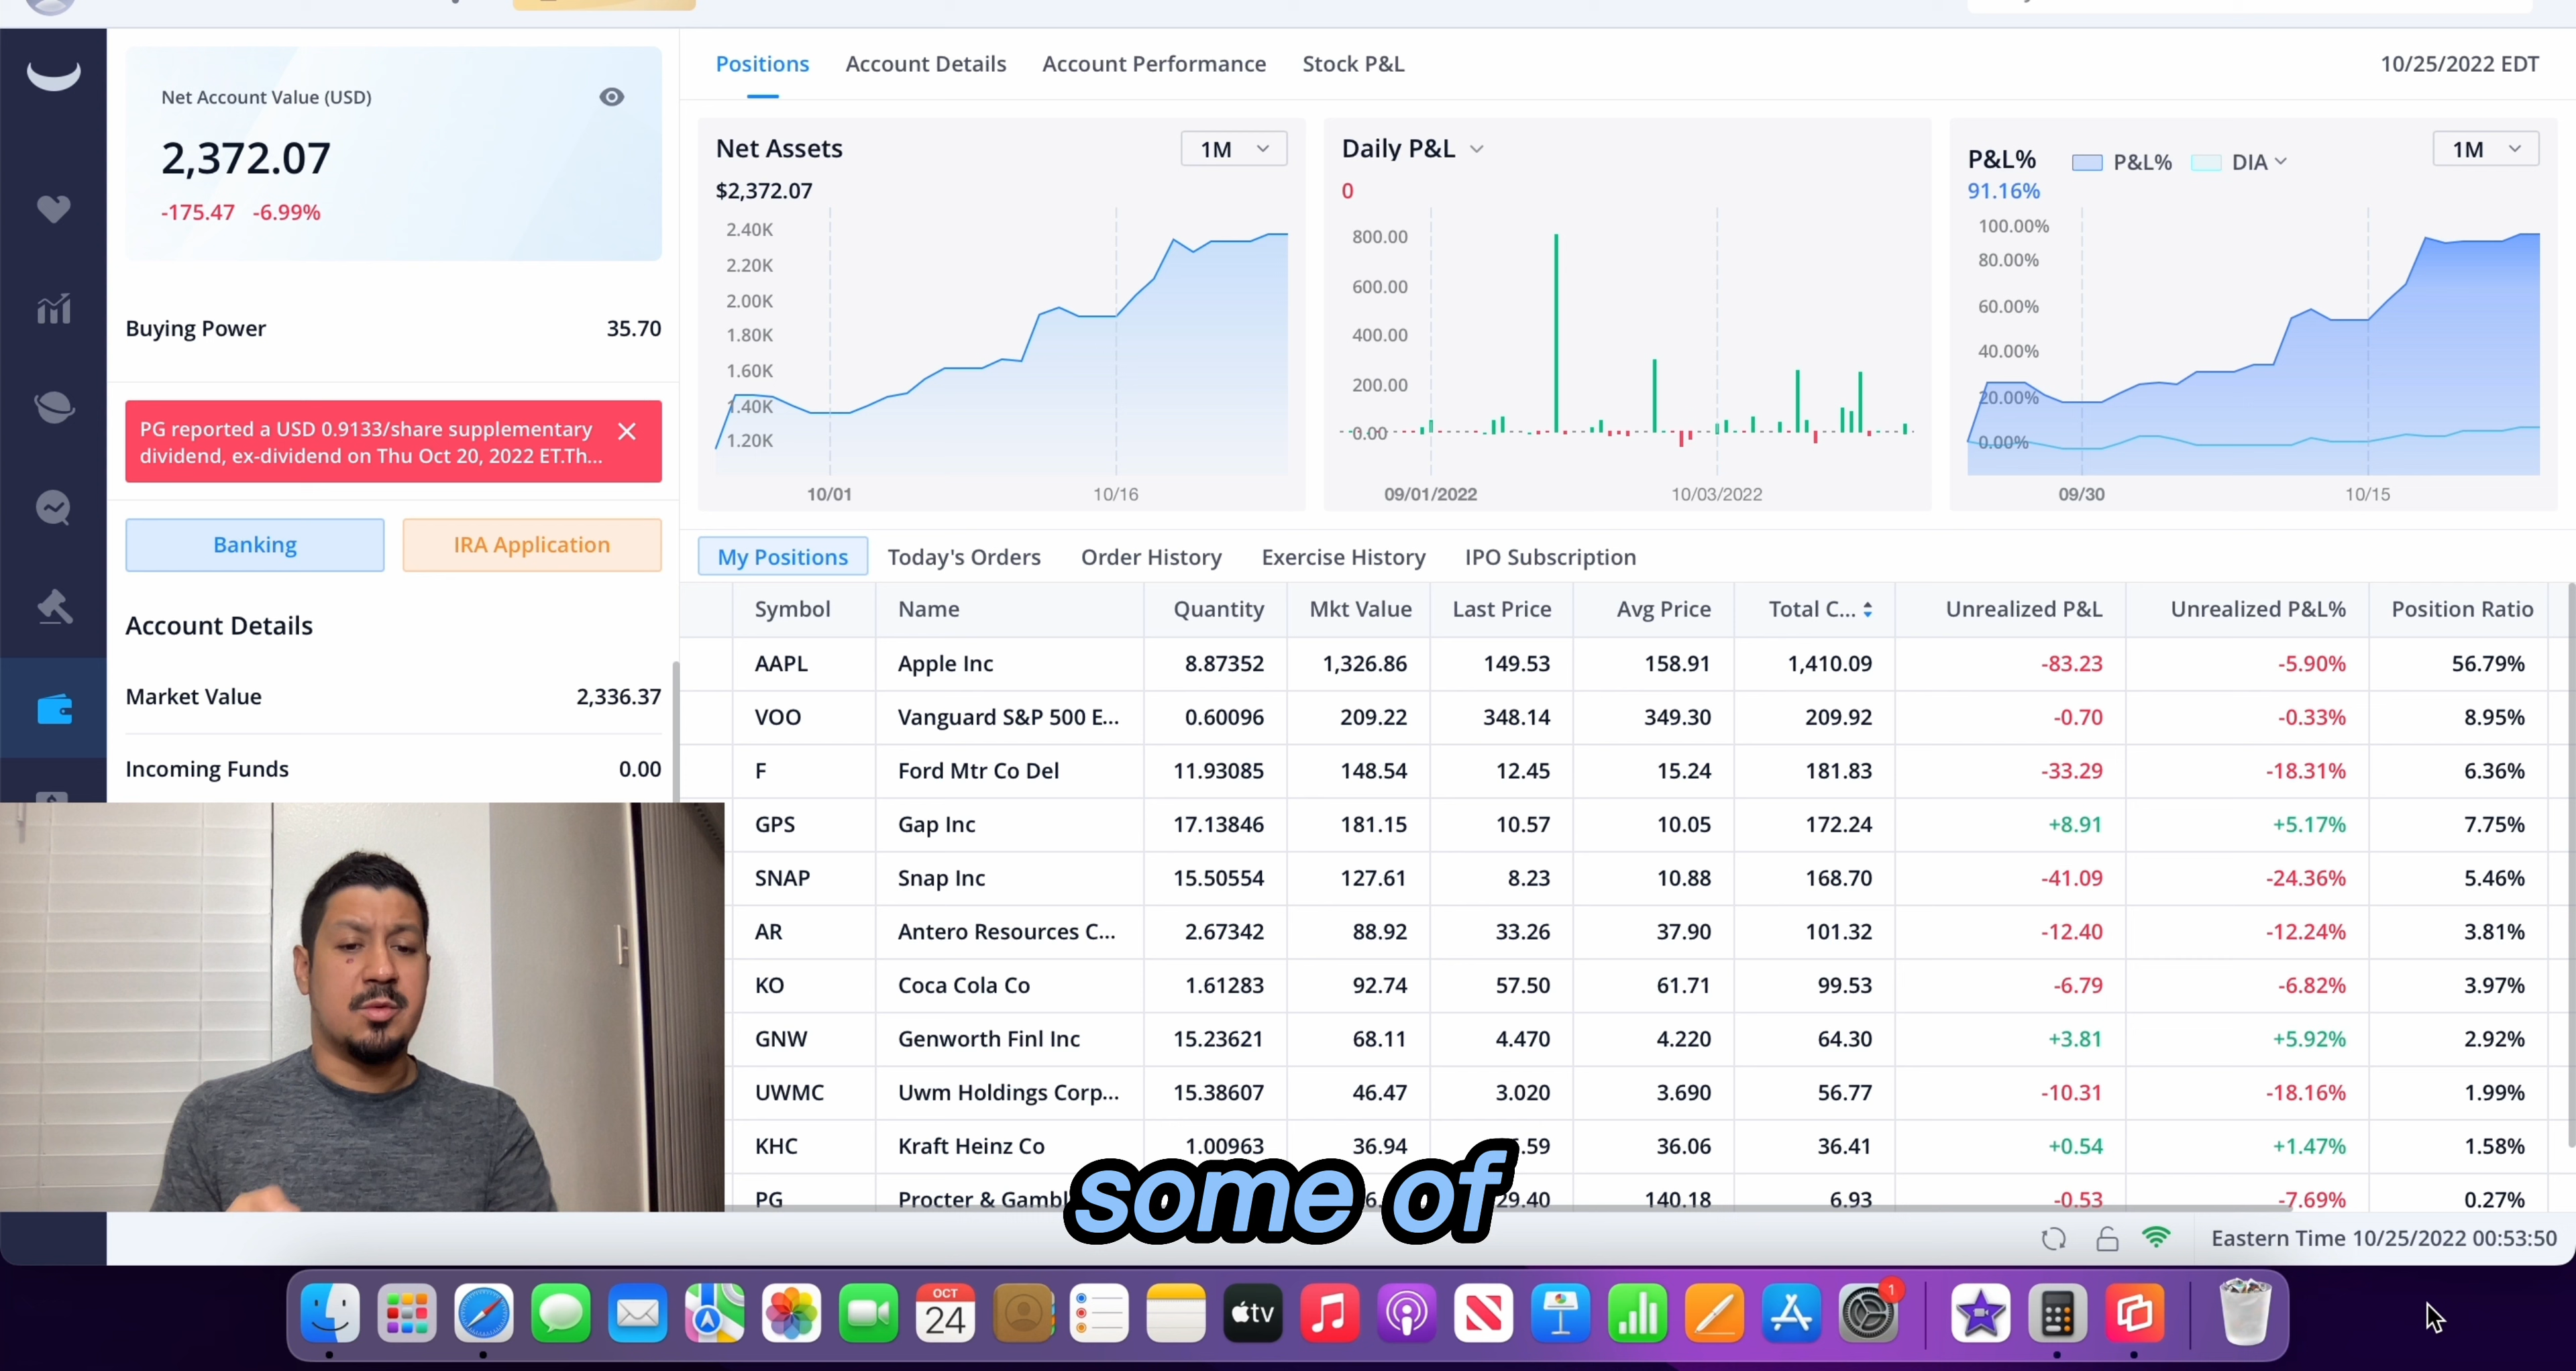 Positions Account Details Account Performance Stock P&L 10/25/2022 EDT
Net Account Value (USD)
2,372.07
-175.47 -6.99%
Buying Power 35.70
PG reported a USD 0.9133/share supplementary
dividend, ex-dividend on Thu Oct 20, 2022 ET.Th...
Banking IRA Application
Account Details
Market Value 2,336.37
Incoming Funds 0.00
Net Assets 1M
$2,372.07
2.40K
2.20K
2.00K
1.80K
1.60K
1.40K
1.20K
10/01 10/16
Daily P&L
0
800.00
600.00
400.00
200.00
0.00
09/01/2022 10/03/2022
P&L% P&L% DIA 1M
91.16%
100.00%
80.00%
60.00%
40.00%
20.00%
0.00%
09/30 10/15
My Positions Today's Orders Order History Exercise History IPO Subscription
Symbol Name Quantity Mkt Value Last Price Avg Price Total C... Unrealized P&L Unrealized P&L% Position Ratio
AAPL Apple Inc 8.87352 1,326.86 149.53 158.91 1,410.09 -83.23 -5.90% 56.79%
VOO Vanguard S&P 500 E... 0.60096 209.22 348.14 349.30 209.92 -0.70 -0.33% 8.95%
F Ford Mtr Co Del 11.93085 148.54 12.45 15.24 181.83 -33.29 -18.31% 6.36%
GPS Gap Inc 17.13846 181.15 10.57 10.05 172.24 +8.91 +5.17% 7.75%
SNAP Snap Inc 15.50554 127.61 8.23 10.88 168.70 -41.09 -24.36% 5.46%
AR Antero Resources C... 2.67342 88.92 33.26 37.90 101.32 -12.40 -12.24% 3.81%
KO Coca Cola Co 1.61283 92.74 57.50 61.71 99.53 -6.79 -6.82% 3.97%
GNW Genworth Finl Inc 15.23621 68.11 4.470 4.220 64.30 +3.81 +5.92% 2.92%
UWMC Uwm Holdings Corp... 15.38607 46.47 3.020 3.690 56.77 -10.31 -18.16% 1.99%
KHC Kraft Heinz Co 1.00963 36.94 .59 36.06 36.41 +0.54 +1.47% 1.58%
PG Procter & Gambl 29.40 140.18 6.93 -0.53 -7.69% 0.27%
some of
Eastern Time 10/25/2022 00:53:50
OCT
24
tv
1